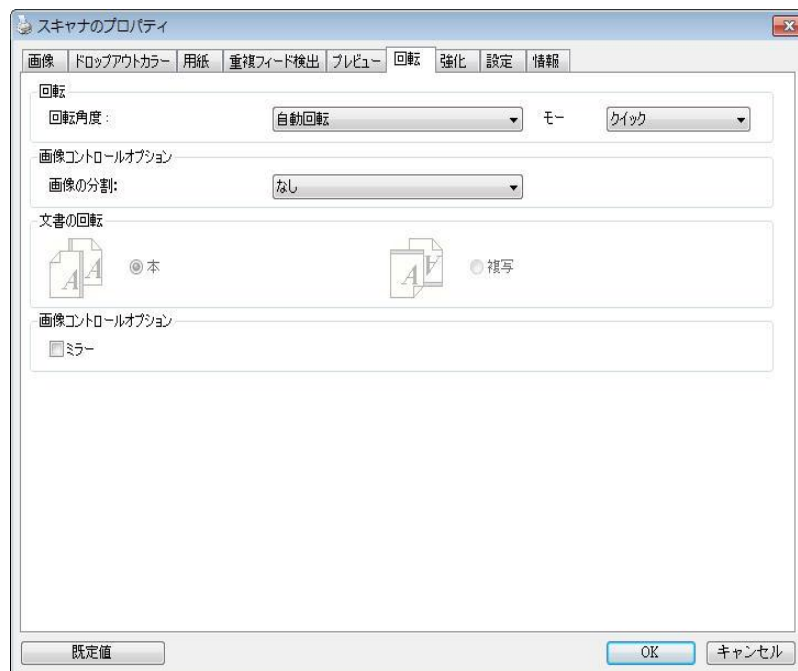 スキャナのプロパティ
画像 ドロップアウトカラー 用紙 重複フィード検出 プレビュー 回転 強化 設定 情報
回転
回転角度: 自動回転 モー クイック
画像コントロールオプション
画像の分割: なし
文書の回転
A A 本 A A 複写
画像コントロールオプション
ミラー
既定値 OK キャンセル